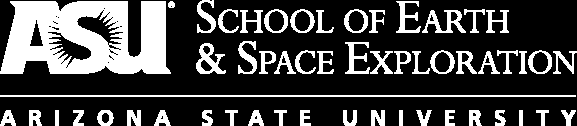 ASU® SCHOOL OF EARTH
& SPACE EXPLORATION
ARIZONA STATE UNIVERSITY